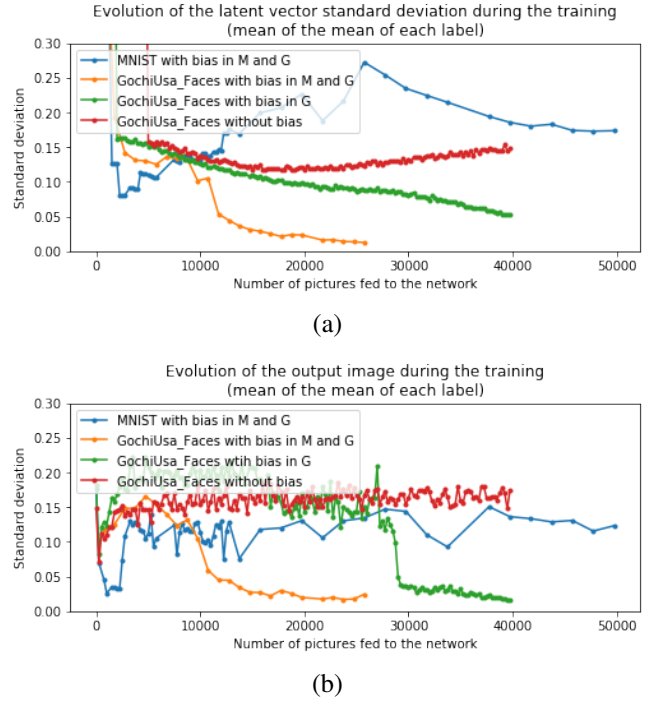 Evolution of the latent vector standard deviation during the training
(mean of the mean of each label)
0.30
0.25
0.20
0.15
0.10
0.05
0.00
Standard deviation
MNIST with bias in M and G
GochiUsa_Faces with bias in M and G
GochiUsa_Faces with bias in G
GochiUsa_Faces without bias
0 10000 20000 30000 40000 50000
Number of pictures fed to the network
(a)
Evolution of the output image during the training
(mean of the mean of each label)
0.30
0.25
0.20
0.15
0.10
0.05
0.00
Standard deviation
MNIST with bias in M and G
GochiUsa_Faces with bias in M and G
GochiUsa_Faces wtih bias in G
GochiUsa_Faces without bias
0 10000 20000 30000 40000 50000
Number of pictures fed to the network
(b)